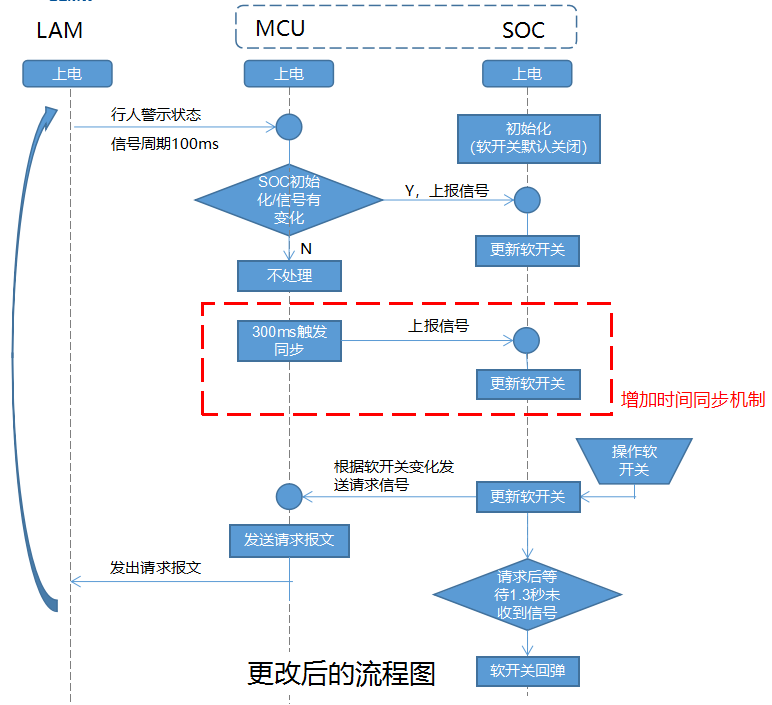 LAM
MCU
SOC
上电
上电
上电
行人警示状态
信号周期100ms
初始化
(软开关默认关闭)
SOC初始
化/信号有
变化
Y，上报信号
更新软开关
N
不处理
300ms触发
同步
上报信号
更新软开关
增加时间同步机制
操作软
开关
根据软开关变化发
送请求信号
更新软开关
发送请求报文
发出请求报文
请求后等
待1.3秒未
收到信号
更改后的流程图
软开关回弹